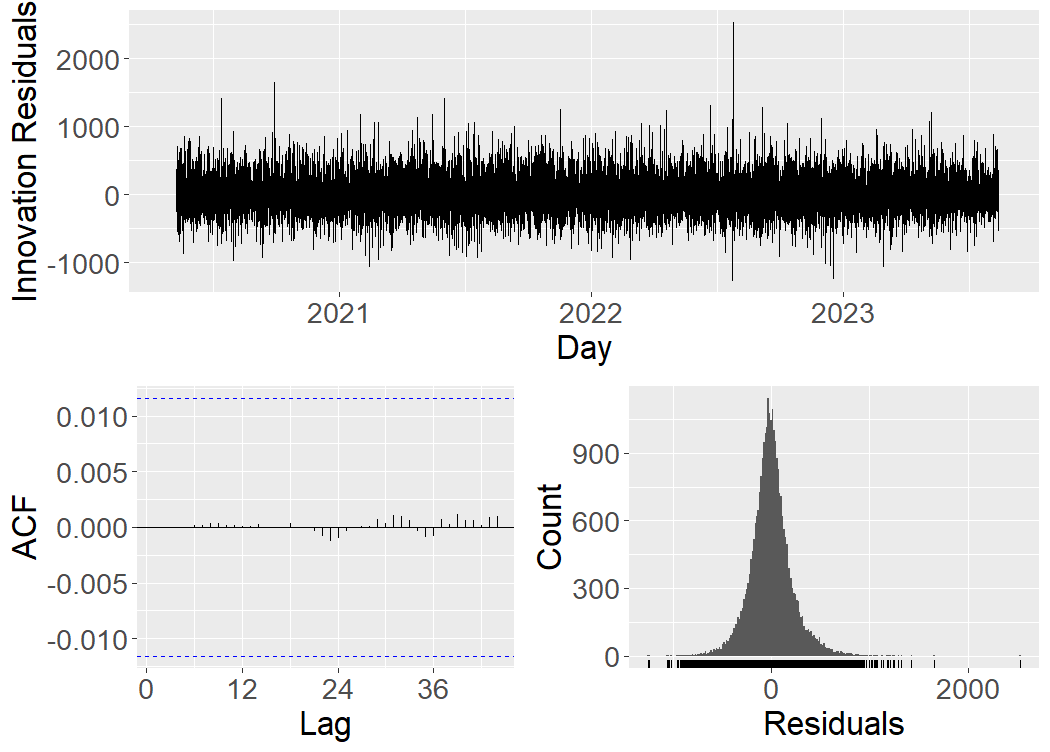 Innovation Residuals
2000
1000
0
-1000
2021 2022 2023
Day
ACF
0.010
0.005
0.000
-0.005
-0.010
0 12 24 36
Lag
Count
900
600
300
0
0 2000
Residuals